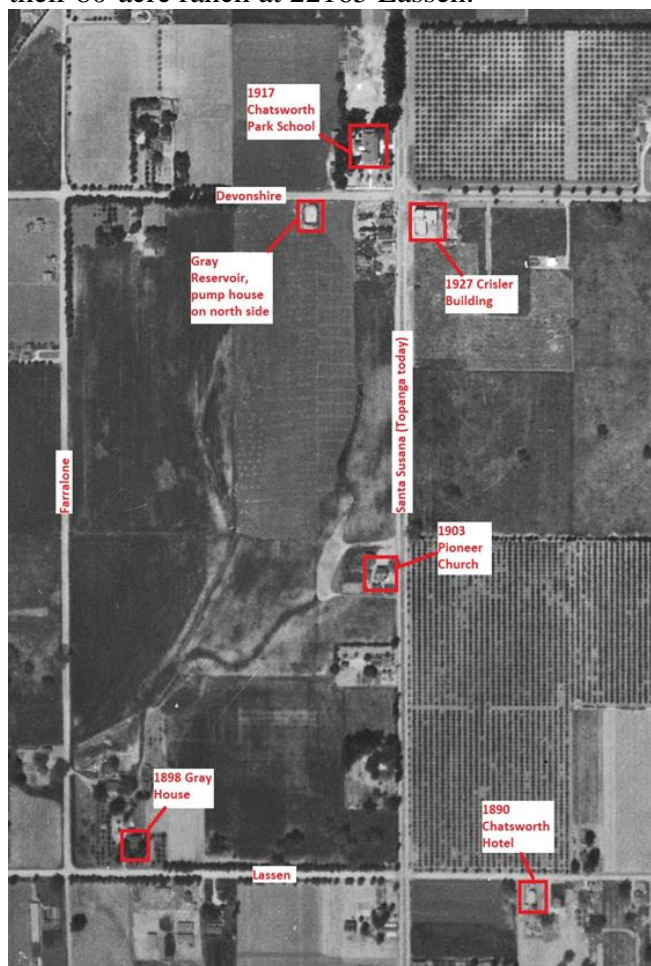 their 80-acre ranch at 22185 Lassen.
1917
Chatsworth
Park School
Devonshire
Gray
Reservoir,
pump house
on north side
1927 Crisler
Building
Santa Susana (Topanga today)
Farralone
1903
Pioneer
Church
1898 Gray
House
1890
Chatsworth
Hotel
Lassen